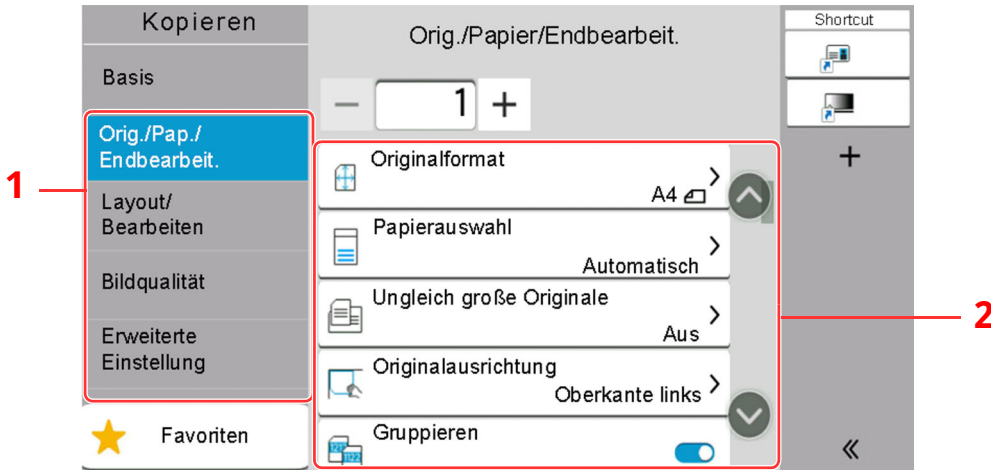 Kopieren
Basis
Orig./Pap./
Endbearbeit.
Layout/
Bearbeiten
Bildqualität
Erweiterte
Einstellung
Favoriten
1
Orig./Papier/Endbearbeit.
1
Originalformat
A4
Papierauswahl
Automatisch
Ungleich große Originale
Aus
Originalausrichtung
Oberkante links
Gruppieren
Shortcut
2